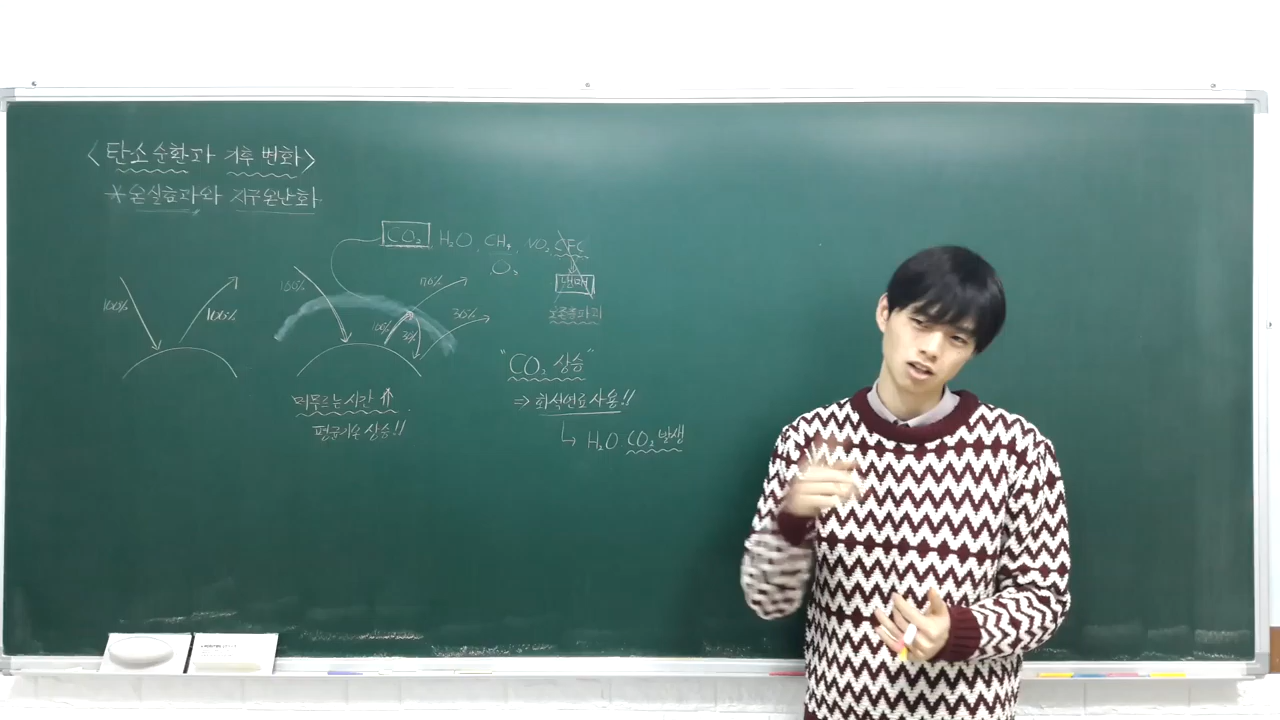 <탄소 순환과 기후 변화>
* 온실효과와 지구온난화
CO₂ H₂O, CH₄, NO₂ CFC
O₃
냉매
오존층파괴
100%
100%
100%
70%
100%
30%
30%
머무르는 시간 ⇑
평균기온 상승!!
"CO₂ 상승"
⇒ 화석연료 사용!!
↳ H₂O CO₂ 발생